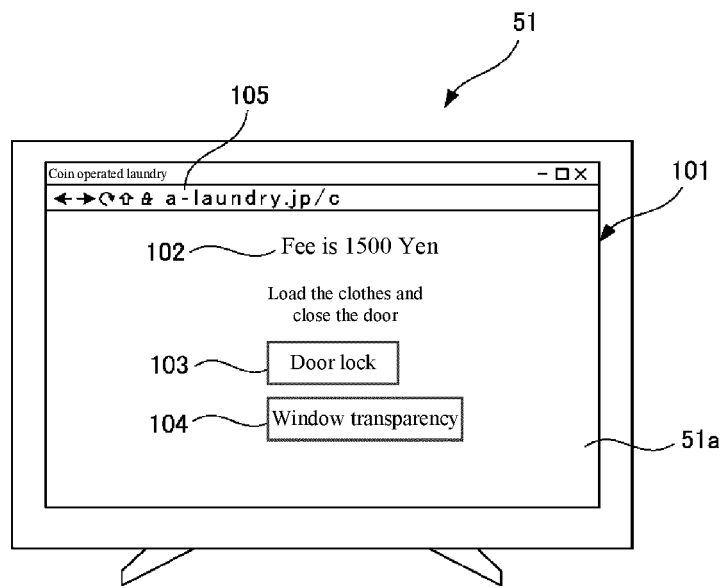 51
105
Coin operated laundry
a-laundry.jp/c
101
102
Fee is 1500 Yen
Load the clothes and
close the door
103
Door lock
104
Window transparency
51a